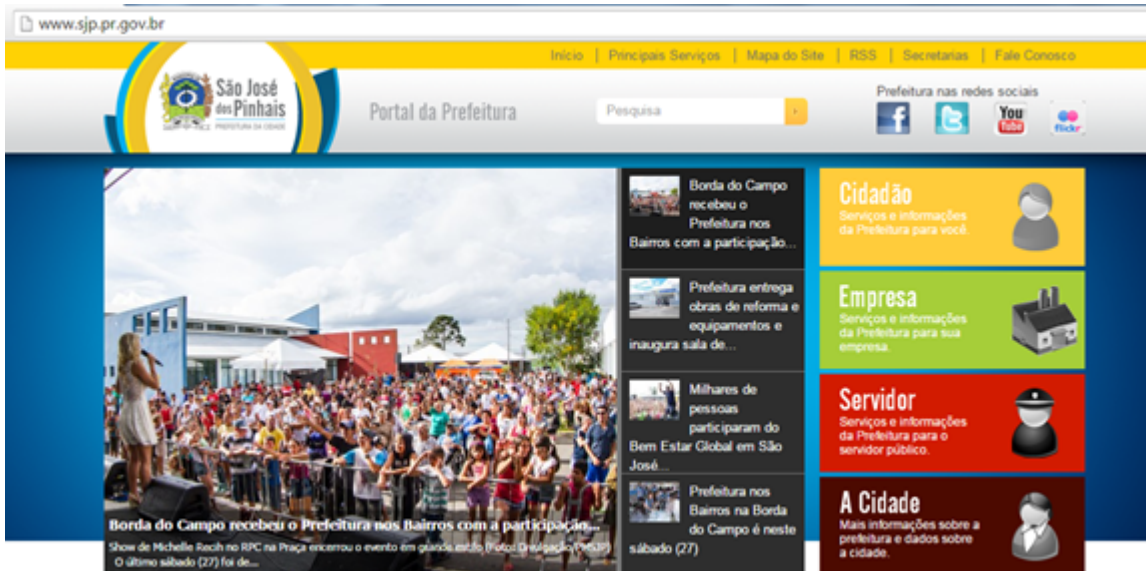 www.sjp.pr.gov.br
Início | Principais Serviços | Mapa do Site | RSS | Secretarias | Fale Conosco
São José
dos Pinhais
PREFEITURA DA CIDADE
Portal da Prefeitura
Pesquisa
Prefeitura nas redes sociais
f
t
You
Tube
flickr
Borda do Campo recebeu o Prefeitura nos Bairros com a participação...
Show de Michelle Recih no RPC na Praça encerrou o evento em grande estilo (Foto: Divulgação/PMSJP)
O último sábado (27) foi de...
Borda do Campo
recebeu o
Prefeitura nos
Bairros com a participação...
Prefeitura entrega
obras de reforma e
equipamentos e
inaugura sala de...
Milhares de
pessoas
participaram do
Bem Estar Global em São
José...
Prefeitura nos
Bairros na Borda
do Campo é neste
sábado (27)
Cidadão
Serviços e informações
da Prefeitura para você.
Empresa
Serviços e informações
da Prefeitura para sua
empresa.
Servidor
Serviços e informações
da Prefeitura para o
servidor público.
A Cidade
Mais informações sobre a
prefeitura e dados sobre
a cidade.